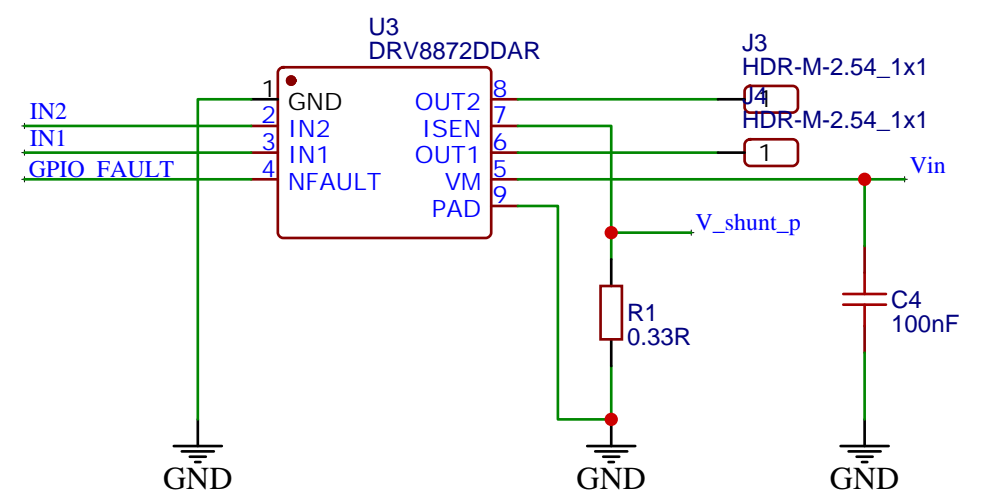 U3
DRV8872DDAR
J3
HDR-M-2.54_1x1
1
J4
HDR-M-2.54_1x1
1
IN2
IN1
GPIO_FAULT
1
2
3
4
GND
IN2
IN1
NFAULT
OUT2
ISEN
OUT1
VM
PAD
8
7
6
5
9
Vin
V_shunt_p
R1
0.33R
C4
100nF
GND
GND
GND